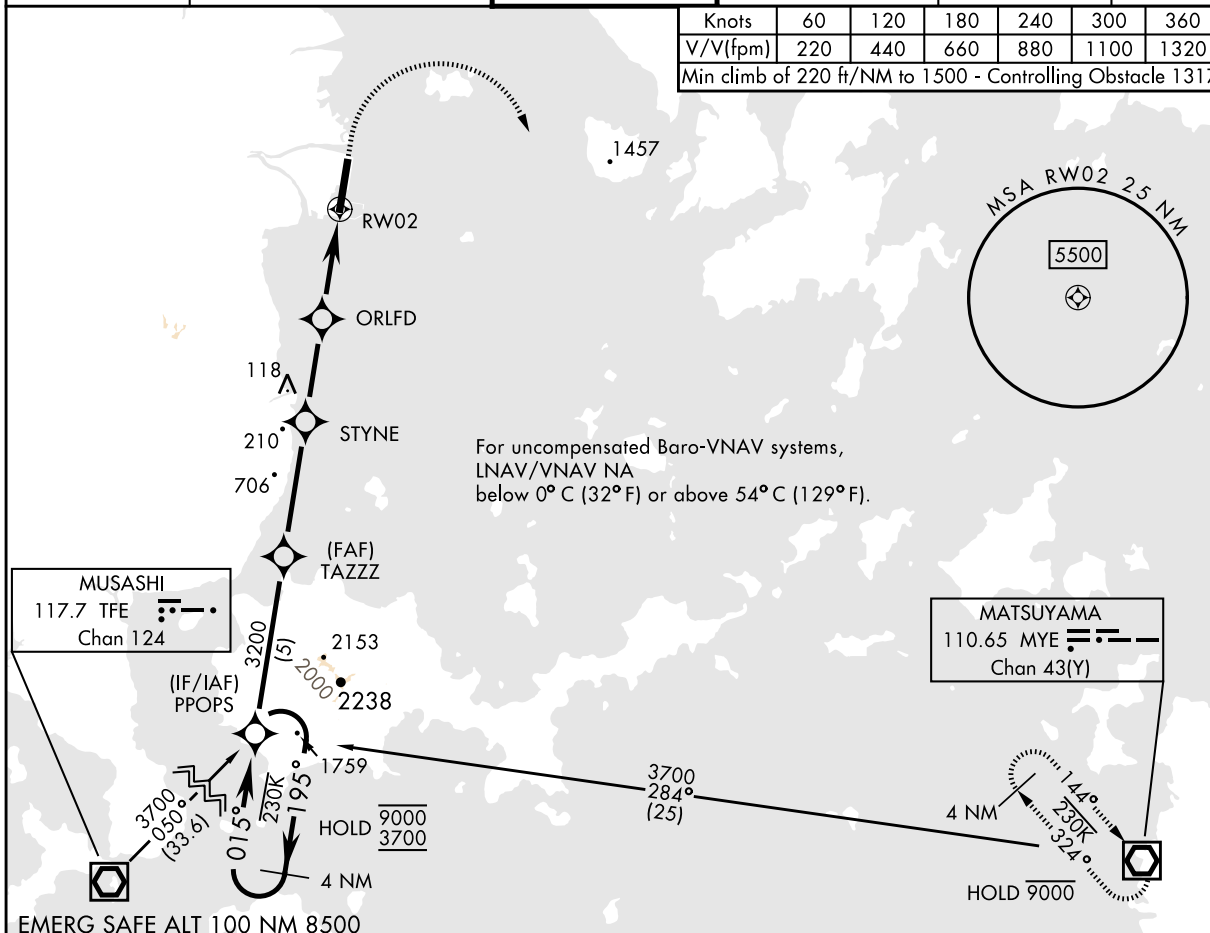 Knots 60 120 180 240 300 360
V/V(fpm) 220 440 660 880 1100 1320
Min climb of 220 ft/NM to 1500 - Controlling Obstacle 1317
1457
MSA RW02 25 NM
5500
RW02
ORLFD
118
STYNE
210
706
For uncompensated Baro-VNAV systems,
LNAV/VNAV NA
below 0° C (32° F) or above 54° C (129° F).
(FAF)
TAZZZ
MUSASHI
117.7 TFE
Chan 124
MATSUYAMA
110.65 MYE
Chan 43(Y)
3200
(5)
2153
2000
2238
(IF/IAF)
PPOPS
1759
3700
050°
(33.6)
015°
230K
195°
HOLD 9000
3700
4 NM
3700
284°
(25)
4 NM
144°
230K
324°
HOLD 9000
EMERG SAFE ALT 100 NM 8500